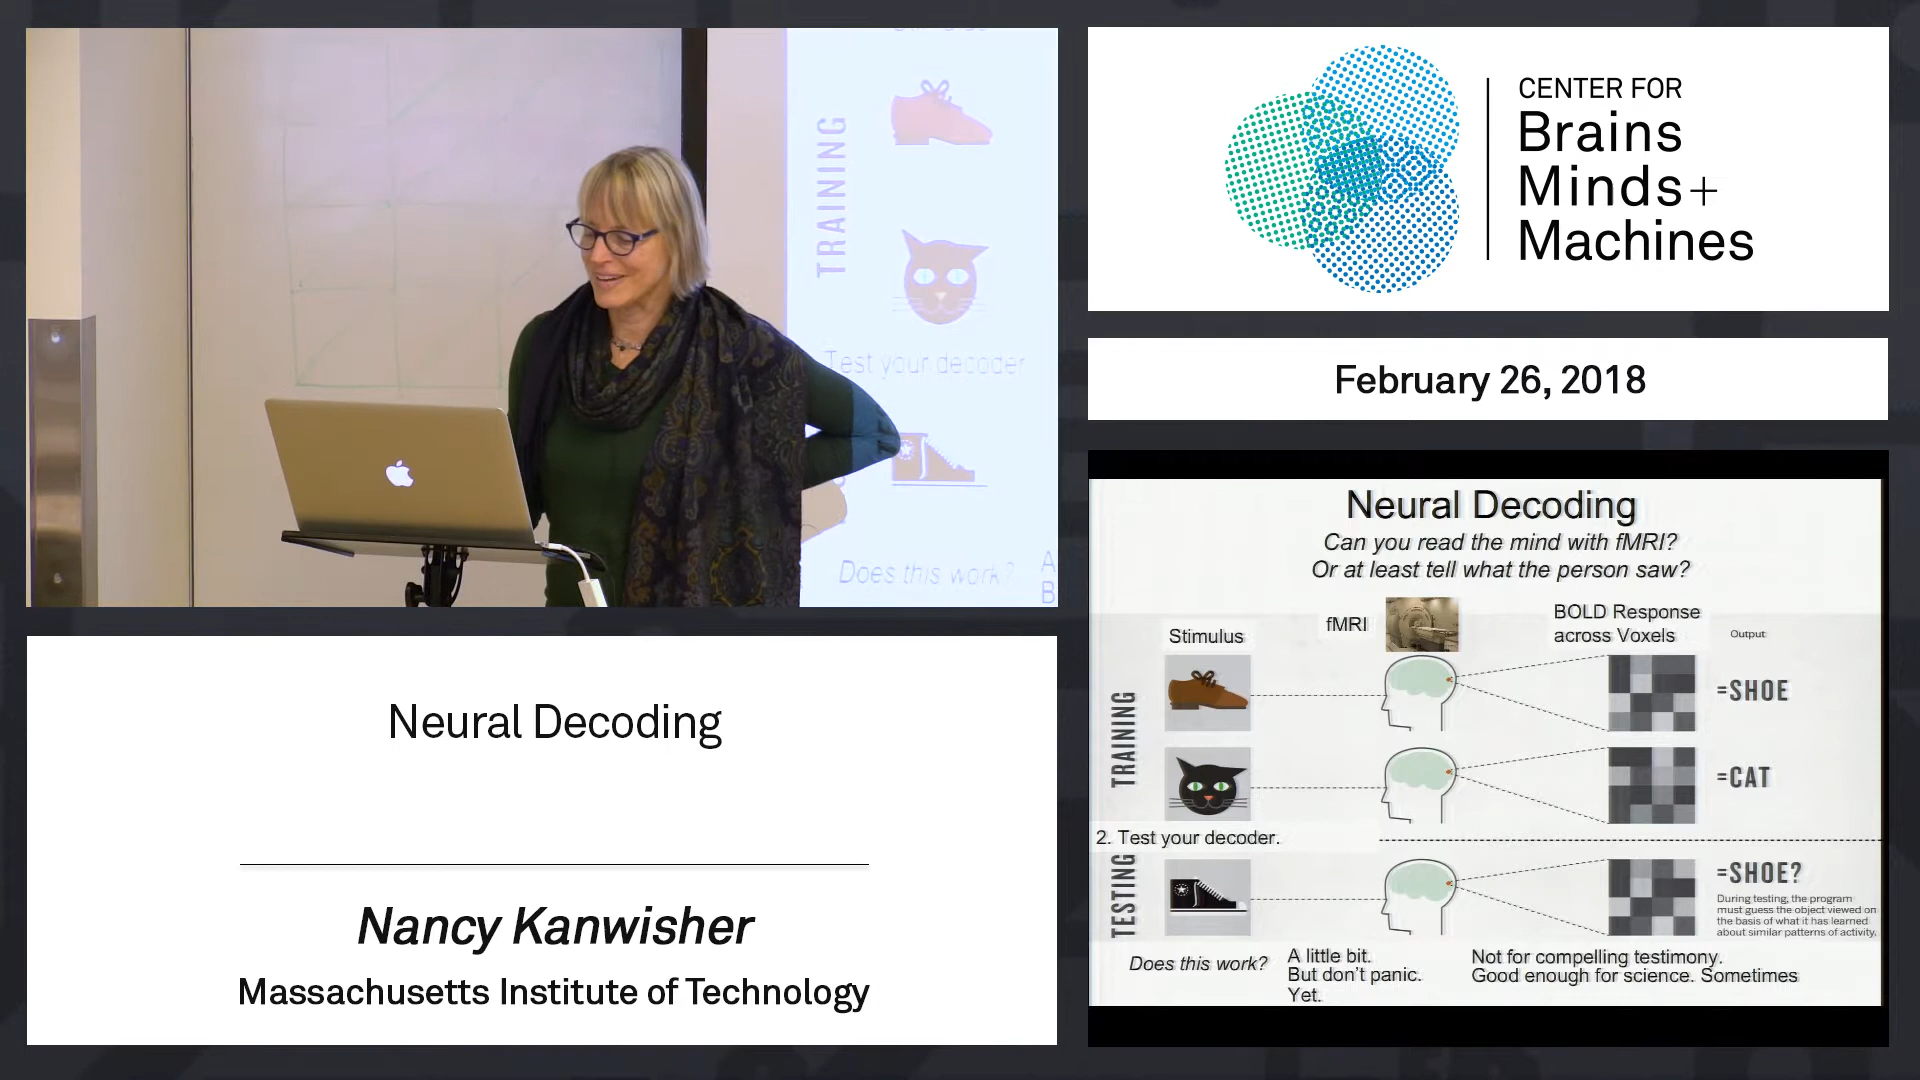 TRAINING
Test your decoder
Does this work?
A
B
CENTER FOR
Brains
Minds+
Machines
February 26, 2018
Neural Decoding
Nancy Kanwisher
Massachusetts Institute of Technology
Neural Decoding
Can you read the mind with fMRI?
Or at least tell what the person saw?
Stimulus
fMRI
BOLD Response
across Voxels
Output
TRAINING
=SHOE
=CAT
2. Test your decoder.
TESTING
=SHOE?
During testing, the program
must guess the object viewed on
the basis of what it has learned
about similar patterns of activity.
Does this work?
A little bit.
But don't panic.
Yet.
Not for compelling testimony.
Good enough for science. Sometimes